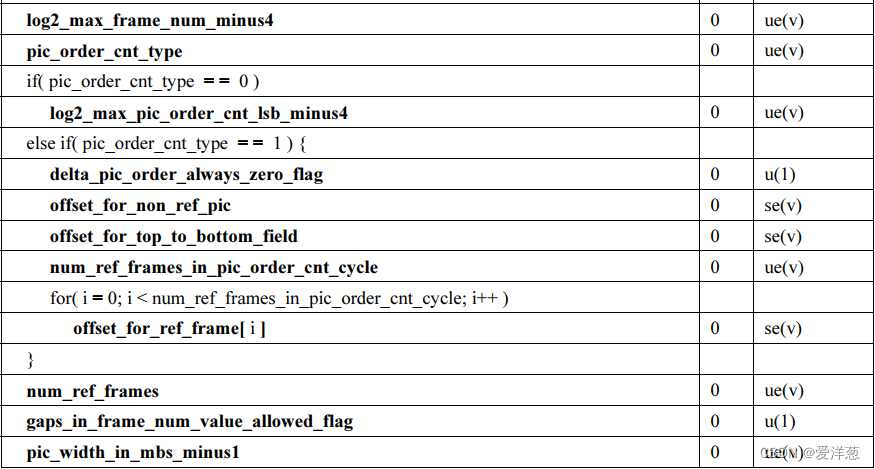 log2_max_frame_num_minus4 0 ue(v)
pic_order_cnt_type 0 ue(v)
if( pic_order_cnt_type = = 0 )
log2_max_pic_order_cnt_lsb_minus4 0 ue(v)
else if( pic_order_cnt_type = = 1 ) {
delta_pic_order_always_zero_flag 0 u(1)
offset_for_non_ref_pic 0 se(v)
offset_for_top_to_bottom_field 0 se(v)
num_ref_frames_in_pic_order_cnt_cycle 0 ue(v)
for( i = 0; i < num_ref_frames_in_pic_order_cnt_cycle; i++ )
offset_for_ref_frame[ i ] 0 se(v)
}
num_ref_frames 0 ue(v)
gaps_in_frame_num_value_allowed_flag 0 u(1)
pic_width_in_mbs_minus1 0 ue(v)
CSDN @爱洋葱